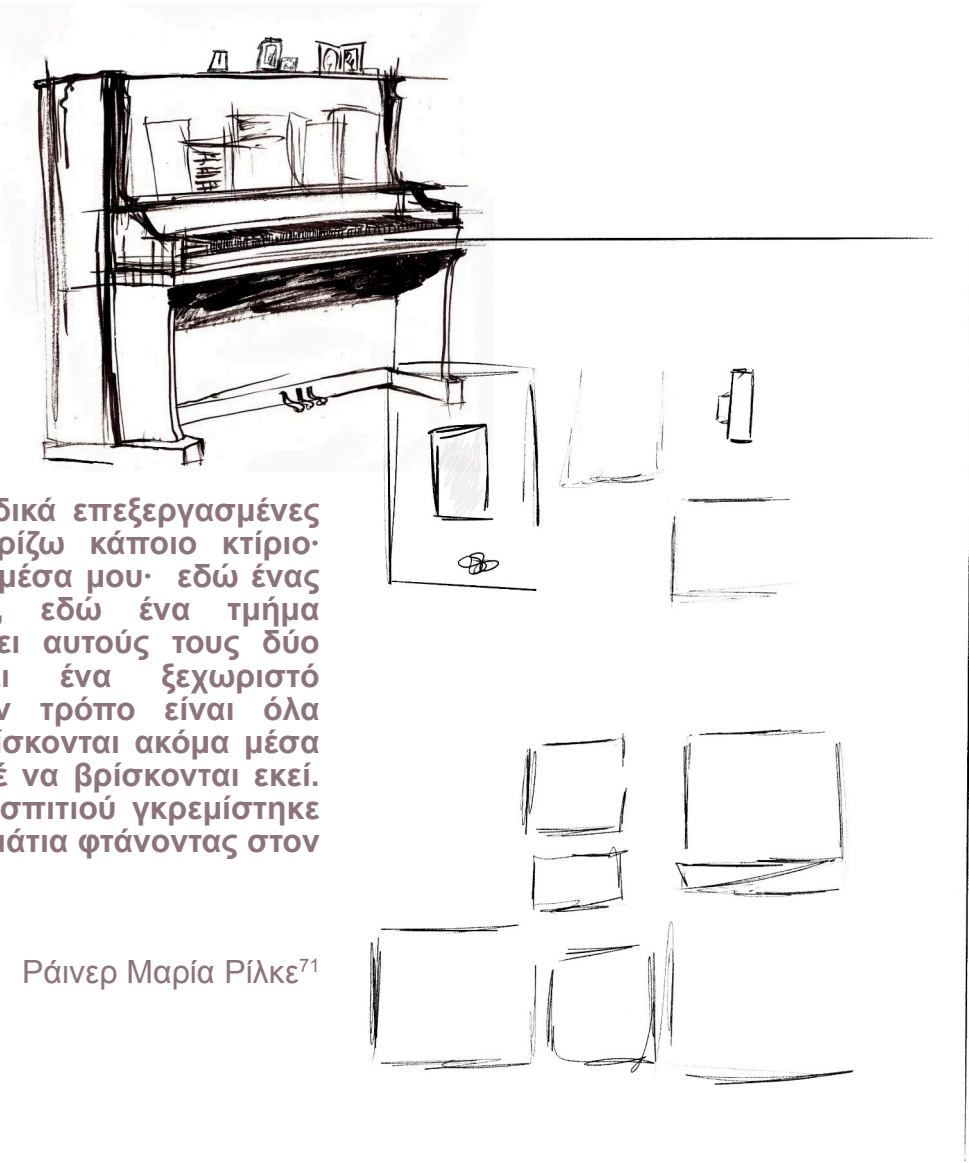 δικά επεξεργασμένες
ρίζω κάποιο κτίριο·
μέσα μου· εδώ ένας
εδώ ένα τμήμα
ει αυτούς τους δύο
ι ένα ξεχωριστό
ν τρόπο είναι όλα
ίσκονται ακόμα μέσα
έ να βρίσκονται εκεί.
σπιτιού γκρεμίστηκε
μάτια φτάνοντας στον
Ράινερ Μαρία Ρίλκε⁷¹